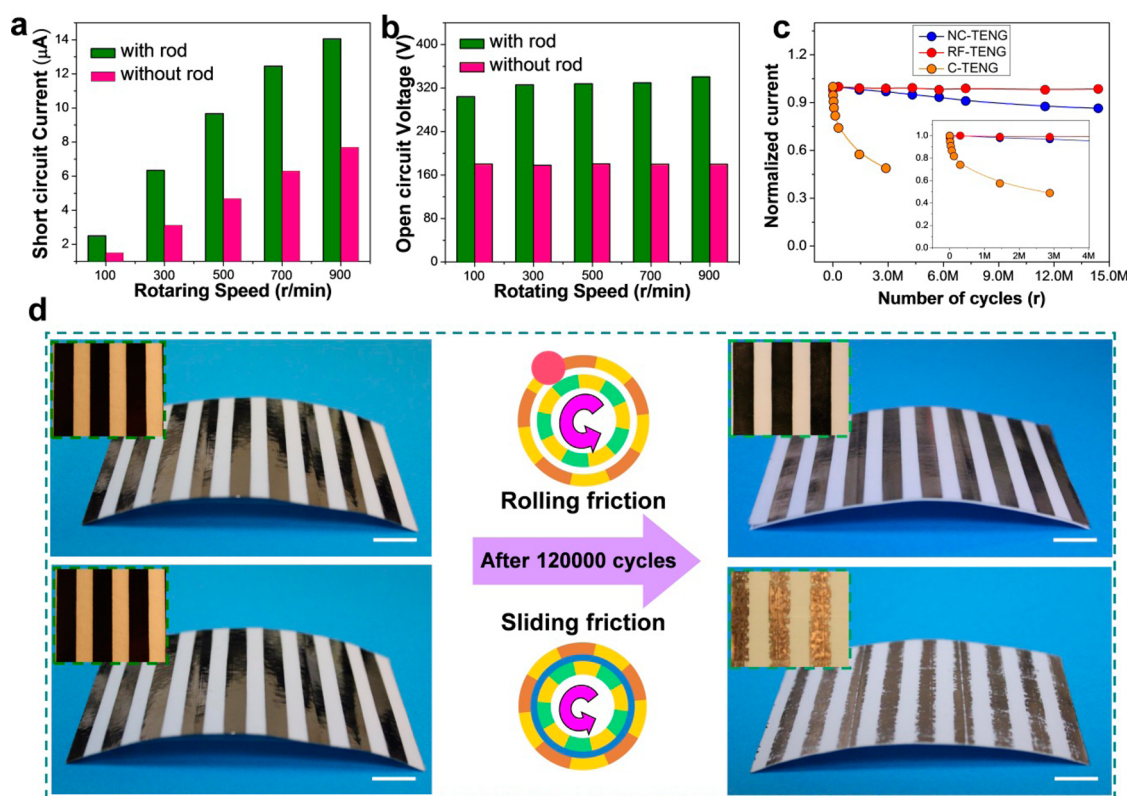 a
Short circuit Current (μA)
14
12
10
8
6
4
2
with rod
without rod
100 300 500 700 900
Rotaring Speed (r/min)
b
Open circuit Voltage (V)
400
320
240
160
80
0
with rod
without rod
100 300 500 700 900
Rotating Speed (r/min)
c
Normalized current
1.2
0.9
0.6
0.3
0.0
NC-TENG
RF-TENG
C-TENG
1.0
0.8
0.6
0.4
0.2
0.0
0 1M 2M 3M 4M
0.0 3.0M 6.0M 9.0M 12.0M 15.0M
Number of cycles (r)
d
Rolling friction
After 120000 cycles
Sliding friction